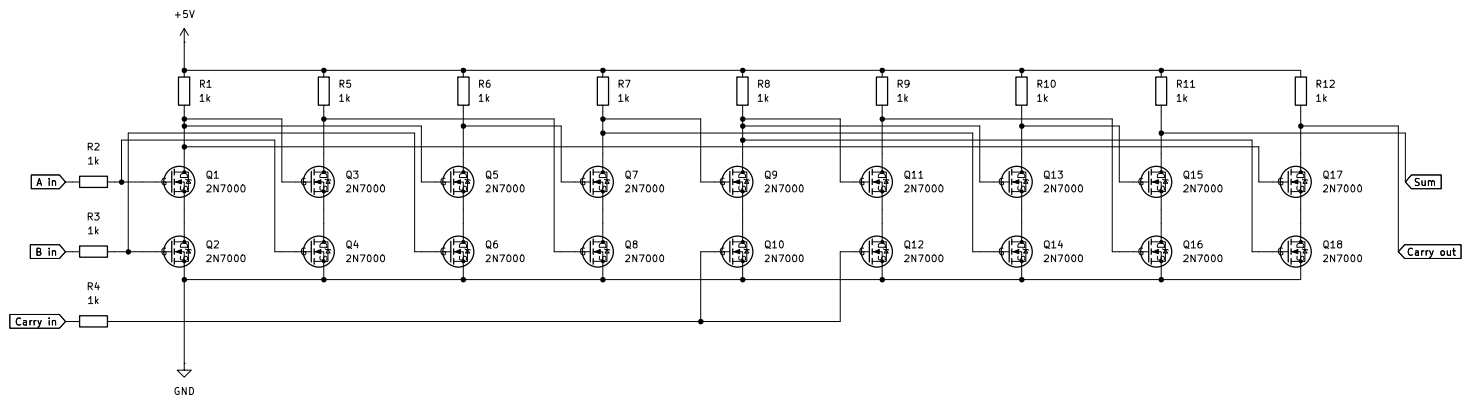 +5V
R1
1k
R5
1k
R6
1k
R7
1k
R8
1k
R9
1k
R10
1k
R11
1k
R12
1k
R2
1k
A in
Q1
2N7000
Q3
2N7000
Q5
2N7000
Q7
2N7000
Q9
2N7000
Q11
2N7000
Q13
2N7000
Q15
2N7000
Q17
2N7000
Sum
R3
1k
B in
Q2
2N7000
Q4
2N7000
Q6
2N7000
Q8
2N7000
Q10
2N7000
Q12
2N7000
Q14
2N7000
Q16
2N7000
Q18
2N7000
Carry out
R4
1k
Carry in
GND